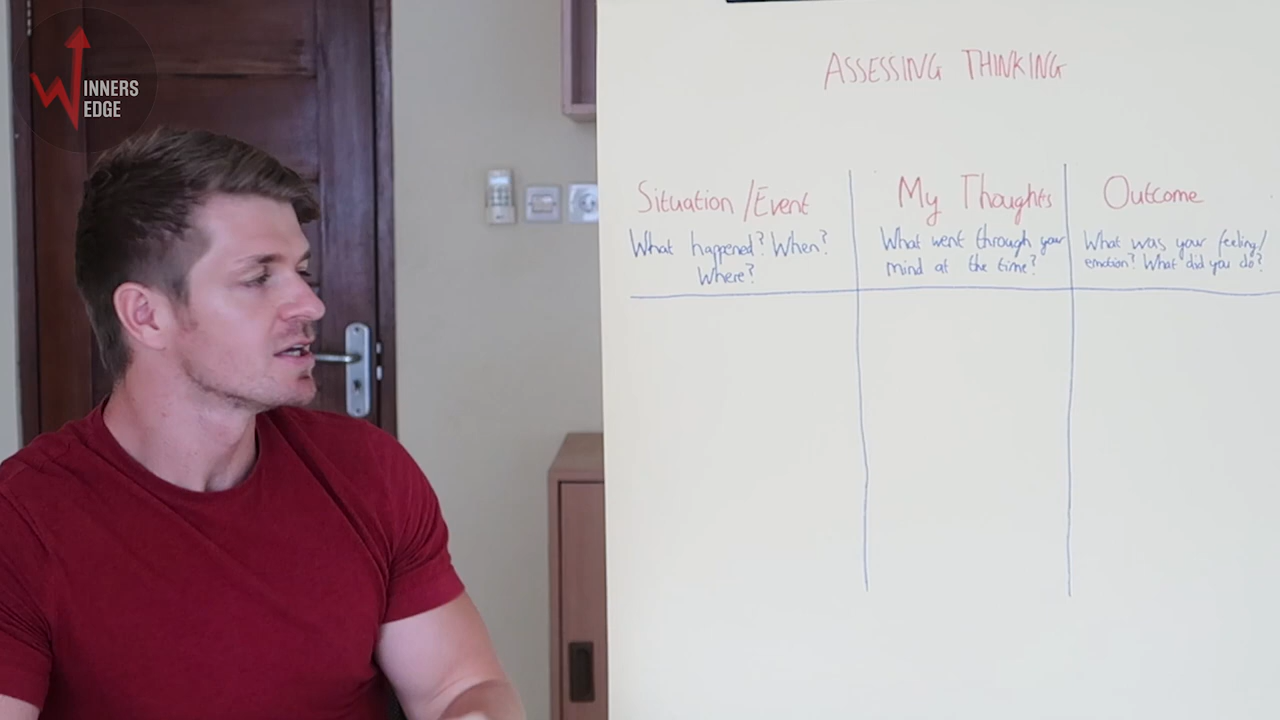 WINNERS
EDGE
ASSESSING THINKING
Situation/Event
What happened? When?
Where?
My Thoughts
What went through your
mind at the time?
Outcome
What was your feeling/
emotion? What did you do?